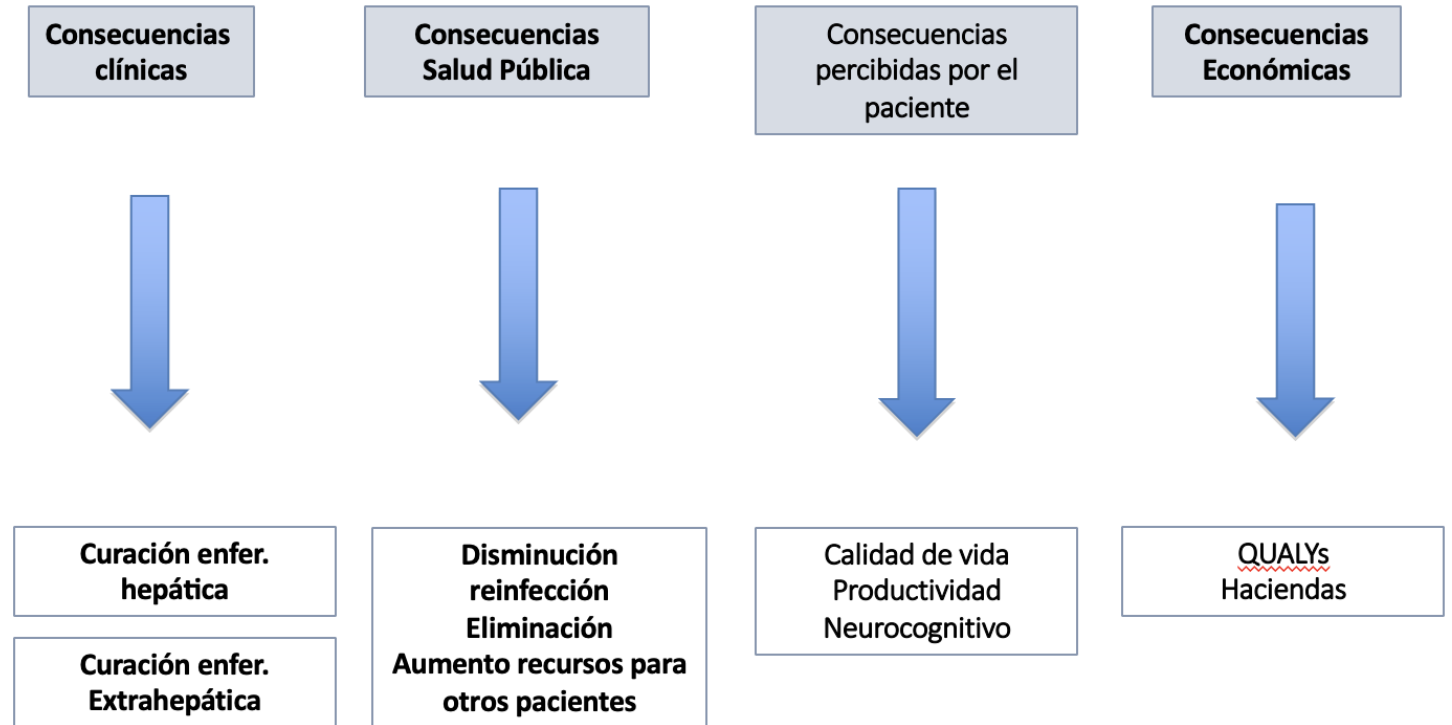 Consecuencias
clínicas
Consecuencias
Salud Pública
Consecuencias
percibidas por el
paciente
Consecuencias
Económicas
Curación enfer.
hepática
Curación enfer.
Extrahepática
Disminución
reinfección
Eliminación
Aumento recursos para
otros pacientes
Calidad de vida
Productividad
Neurocognitivo
QUALYs
Haciendas